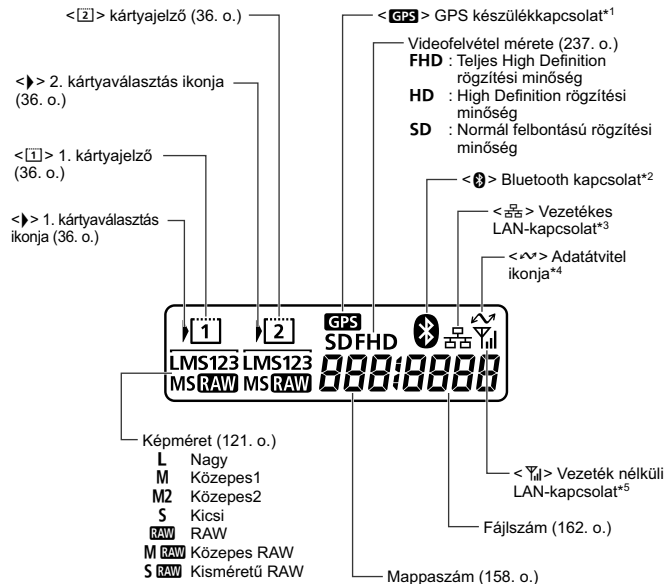 <[2]> kártyajelző (36. o.)
<GPS> GPS készülékkapcsolat*1
Videofelvétel mérete (237. o.)
FHD : Teljes High Definition
rögzítési minőség
HD : High Definition rögzítési
minőség
SD : Normál felbontású rögzítési
minőség
< > 2. kártyaválasztás ikonja
(36. o.)
<[1]> 1. kártyajelző
(36. o.)
< > 1. kártyaválasztás
ikonja (36. o.)
< > Bluetooth kapcsolat*2
< > Vezetékes
LAN-kapcsolat*3
< > Adatátvitel
ikonja*4
1 2 GPS
SDFHD
LMS123 LMS123
MS RAW MS RAW 888:8888
Képméret (121. o.)
L Nagy
M Közepes1
M2 Közepes2
S Kicsi
RAW RAW
M RAW Közepes RAW
S RAW Kisméretű RAW
< > Vezeték nélküli
LAN-kapcsolat*5
Fájlszám (162. o.)
Mappaszám (158. o.)